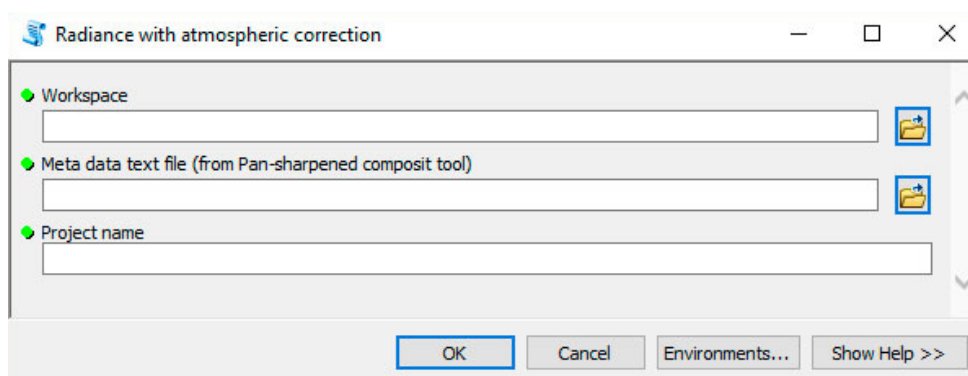 Radiance with atmospheric correction
Workspace
Meta data text file (from Pan-sharpened composit tool)
Project name
OK Cancel Environments... Show Help >>